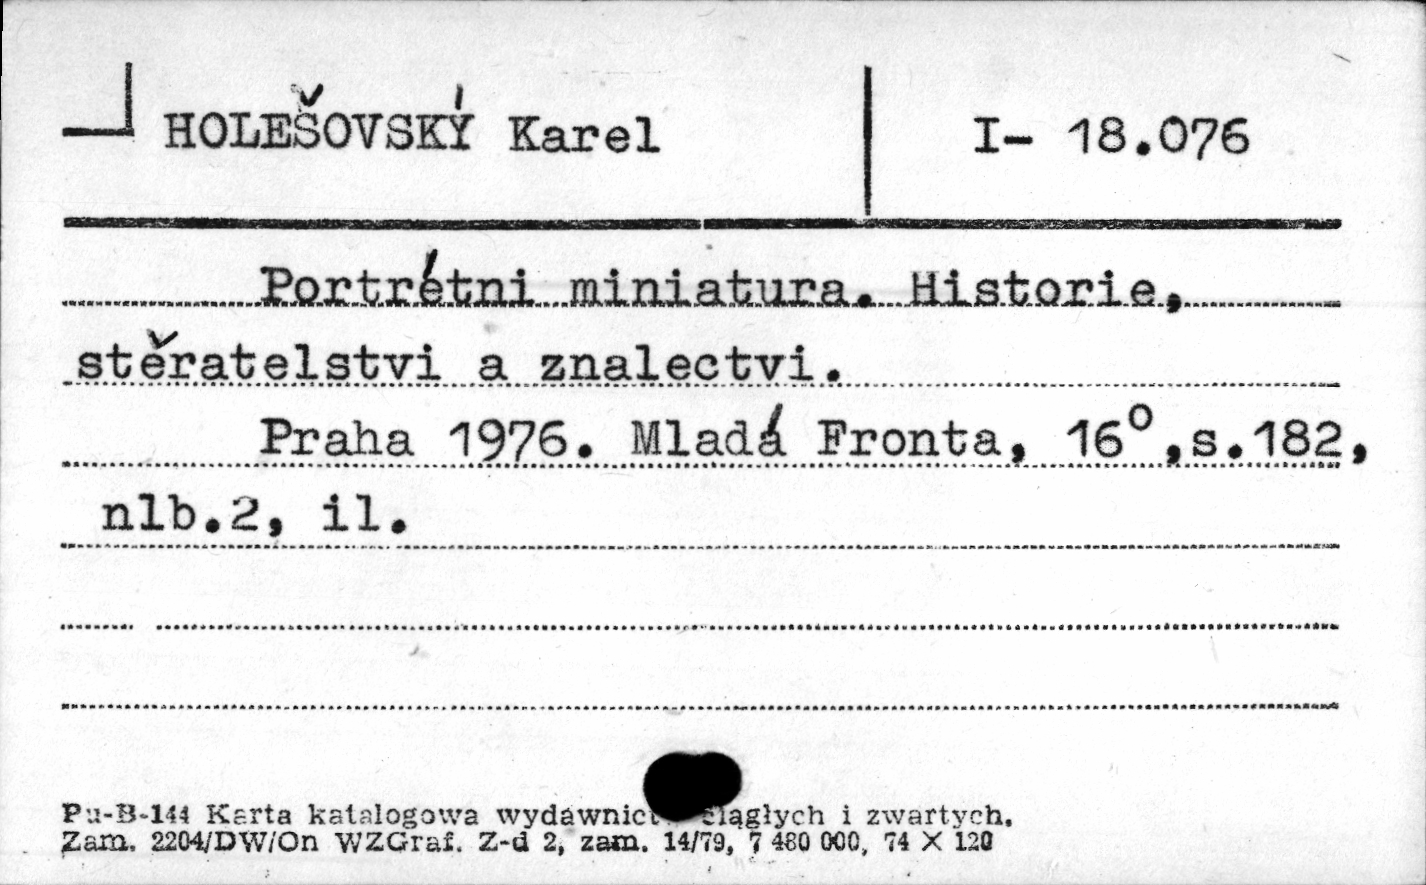 HOLEŠOVSKÝ Karel I- 18.076
Portrétni miniatura. Historie,
stěratelstvi a znalectvi.
Praha 1976. Mladá Fronta, 16°,s.182,
nlb.2, il.
Pu-B-144 Karta katalogowa wydawnictw ciągłych i zwartych.
Zam. 2204/DW/On WZGraf. Z-d 2, zam. 14/79, 7 480 000, 74 X 120